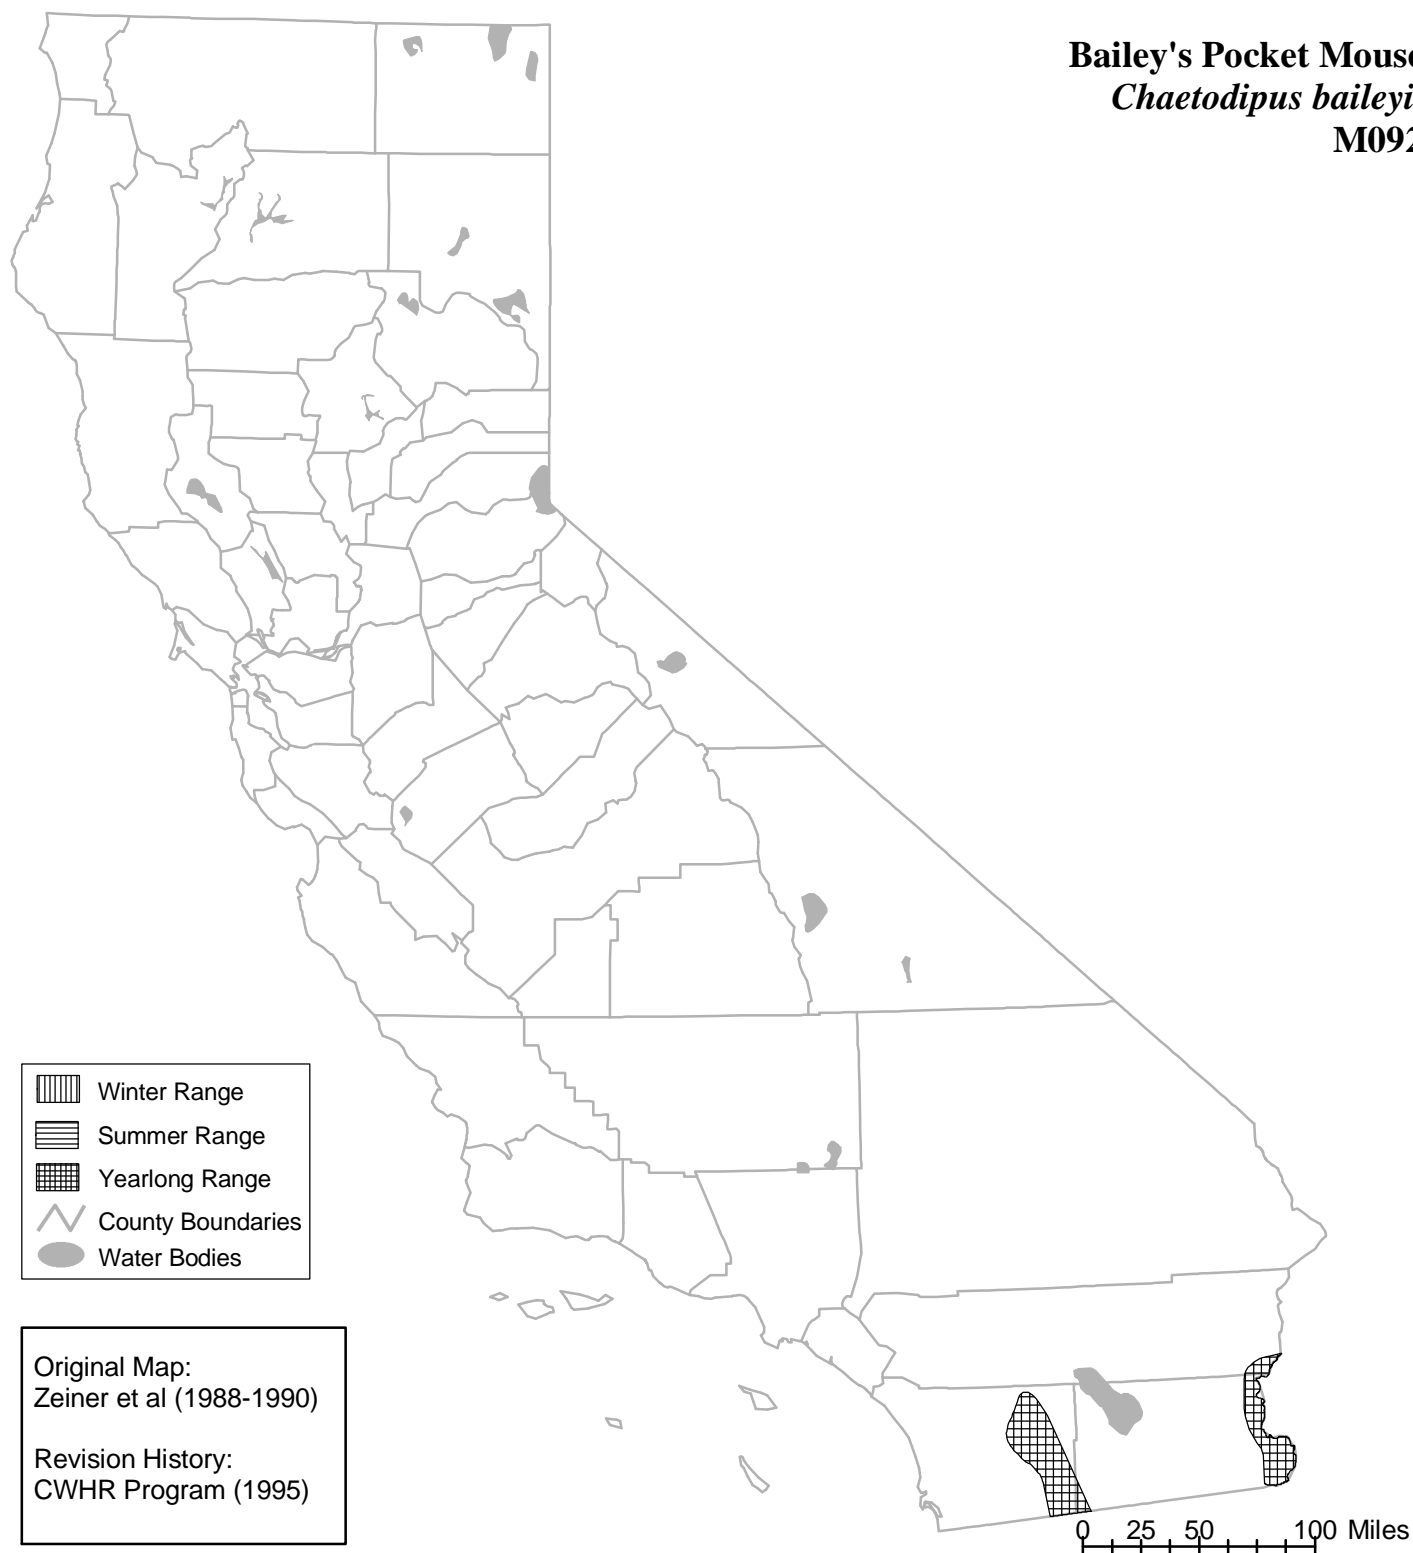 Bailey's Pocket Mouse
Chaetodipus baileyi
M092
Winter Range
Summer Range
Yearlong Range
County Boundaries
Water Bodies
Original Map:
Zeiner et al (1988-1990)
Revision History:
CWHR Program (1995)
0 25 50 100 Miles